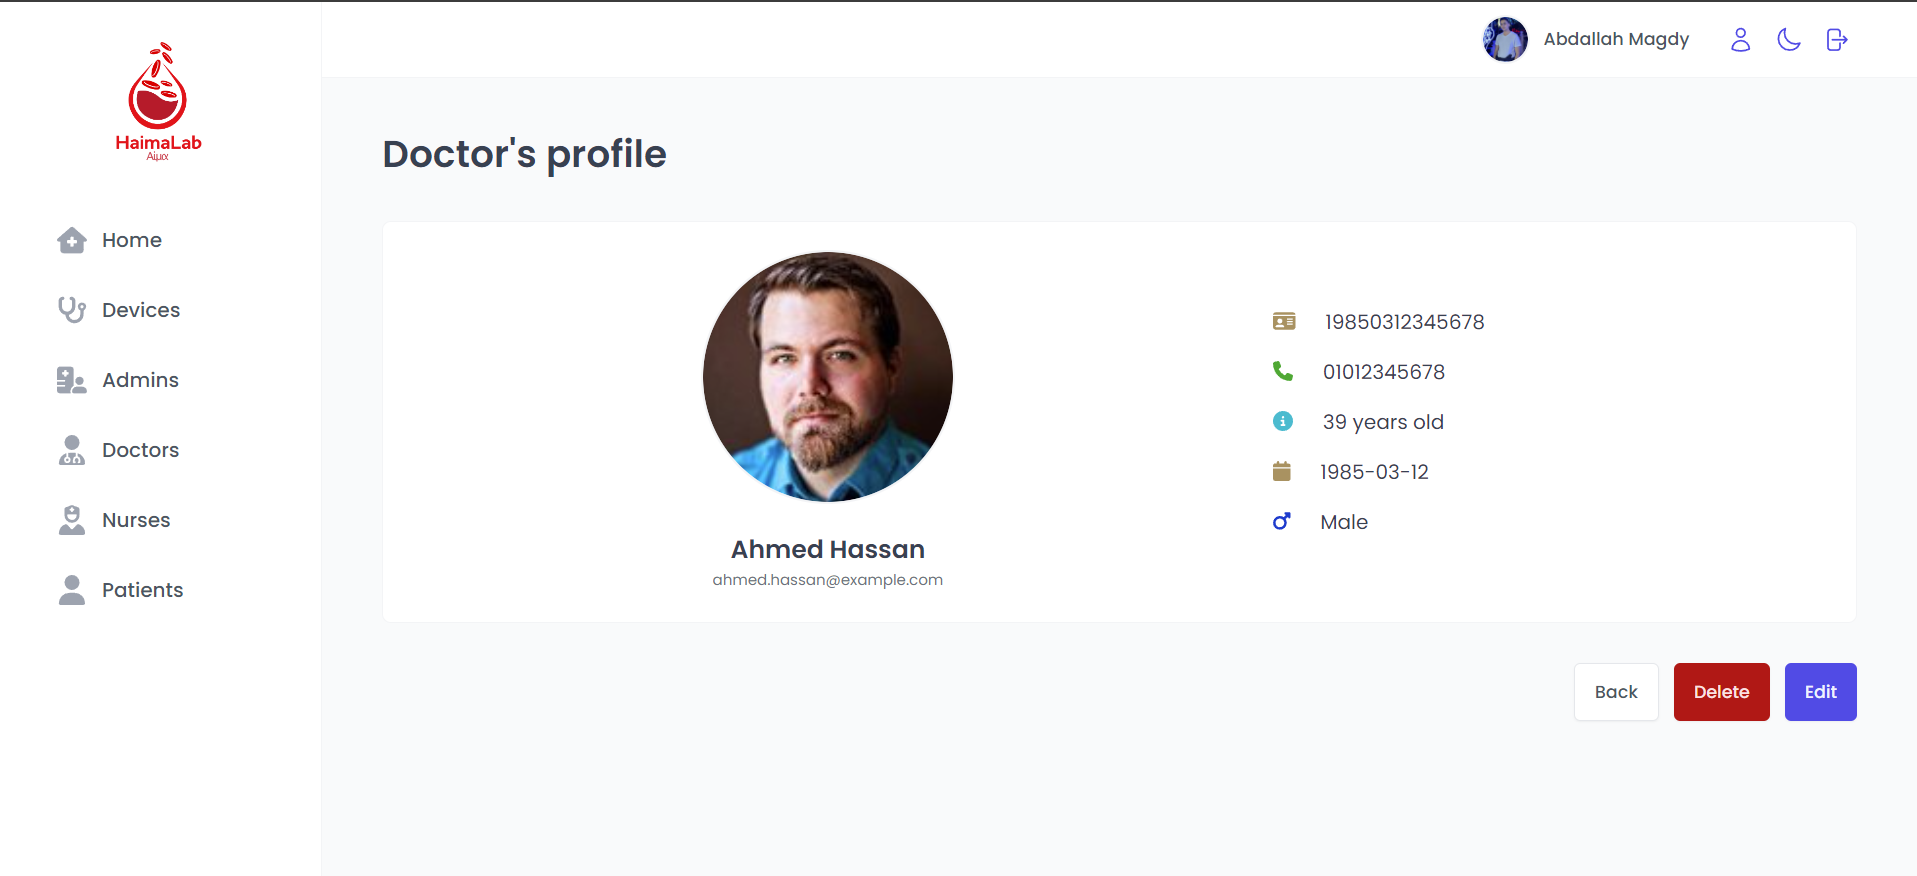 HaimaLab
Αίμα
Home
Devices
Admins
Doctors
Nurses
Patients
Abdallah Magdy
Doctor's profile
Ahmed Hassan
ahmed.hassan@example.com
19850312345678
01012345678
39 years old
1985-03-12
Male
Back
Delete
Edit